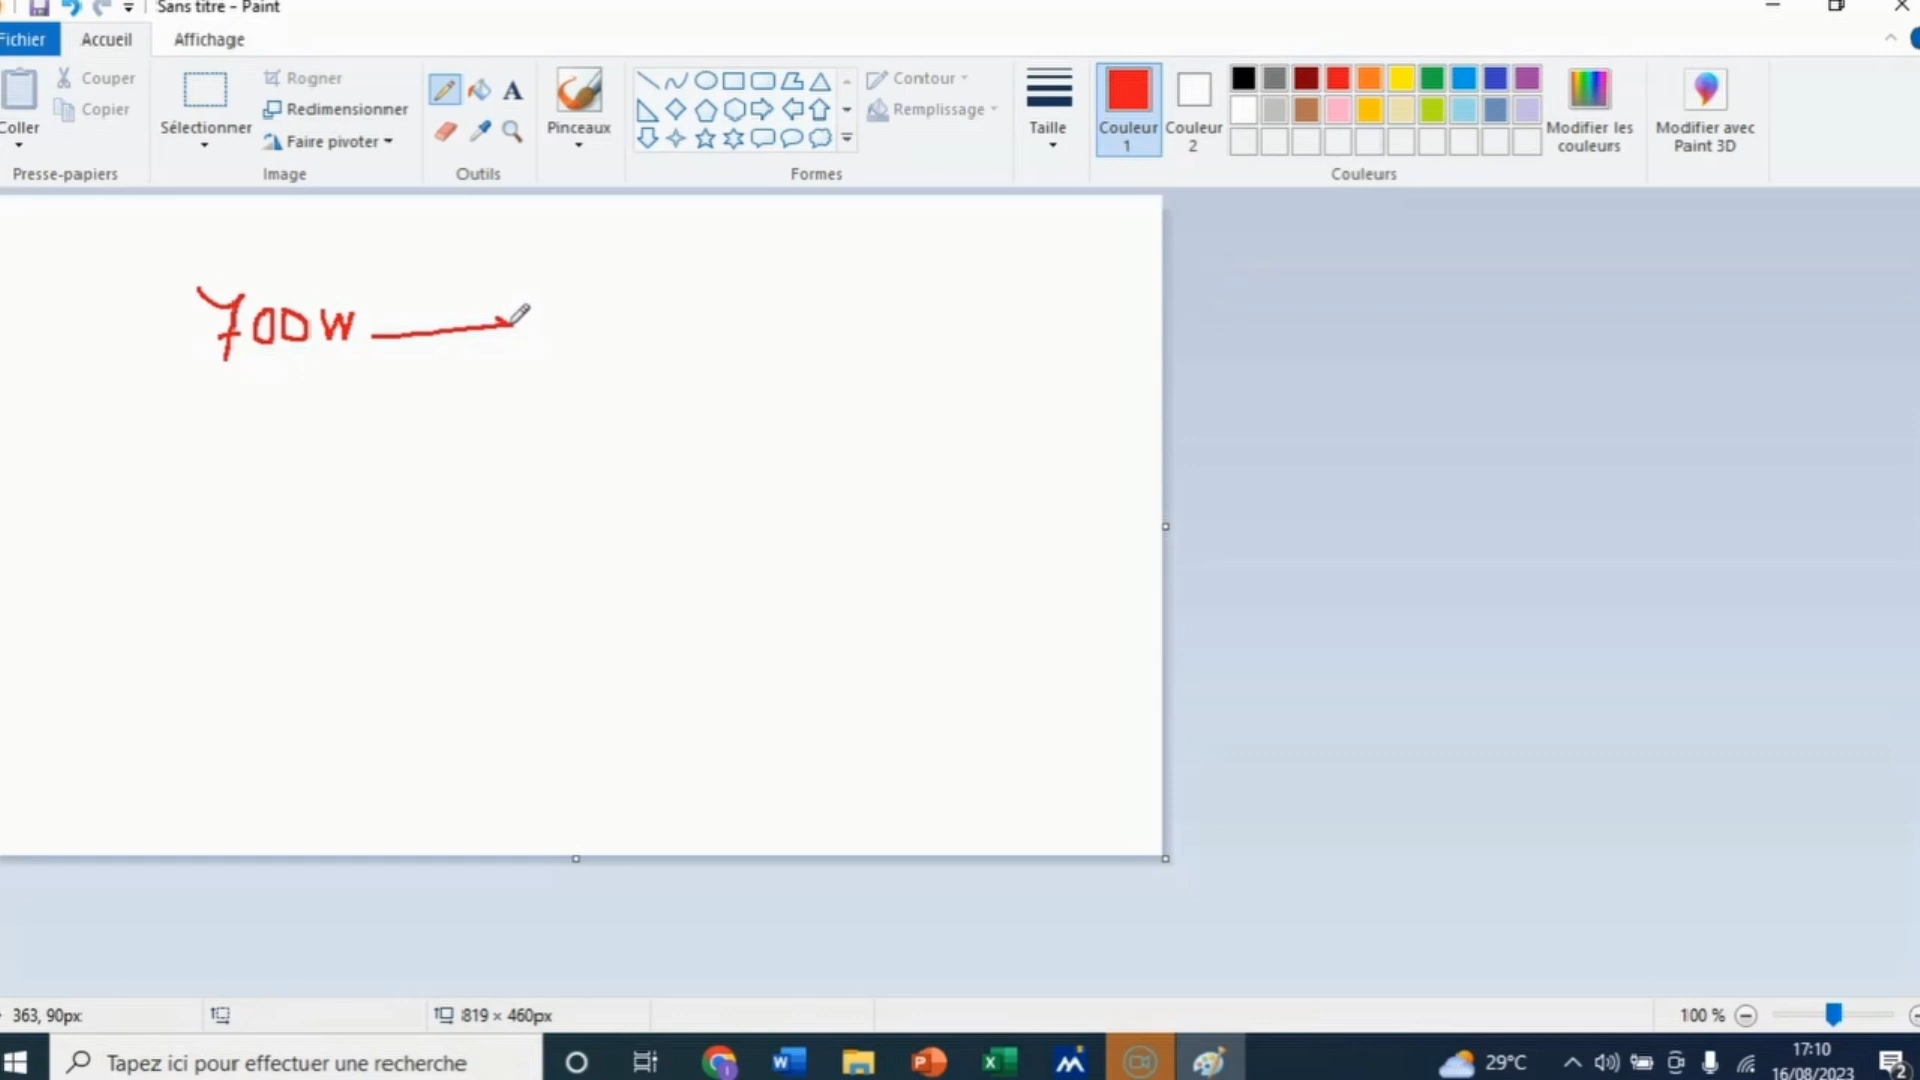 Sans titre - Paint
Fichier Accueil Affichage
Coller
Couper
Copier
Presse-papiers
Sélectionner
Rogner
Redimensionner
Faire pivoter
Image
A
Outils
Pinceaux
Contour
Remplissage
Formes
Taille
Couleur 1
Couleur 2
Modifier les couleurs
Couleurs
Modifier avec Paint 3D
700W
363, 90px
819 × 460px
100 %
Tapez ici pour effectuer une recherche
29°C
17:10
16/08/2023
2